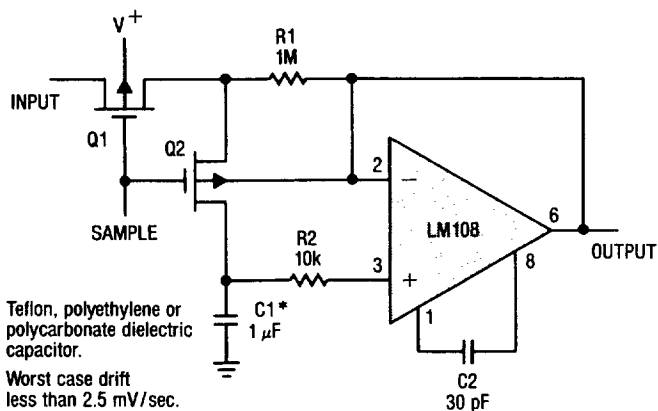 V+
R1
1M
INPUT
Q1
Q2
SAMPLE
2
−
LM108
6
OUTPUT
R2
10k
3
+
8
1
C1*
1 μF
C2
30 pF
Teflon, polyethylene or
polycarbonate dielectric
capacitor.
Worst case drift
less than 2.5 mV/sec.